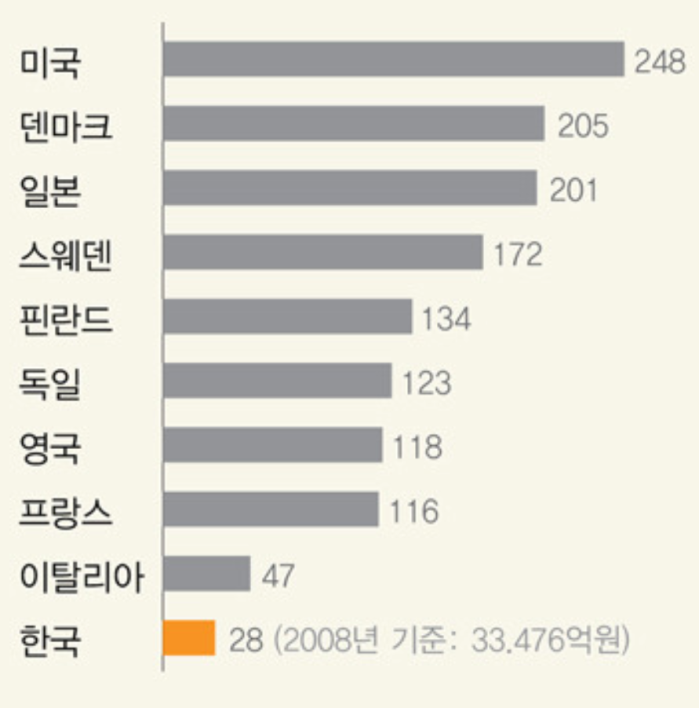 미국 248
덴마크 205
일본 201
스웨덴 172
핀란드 134
독일 123
영국 118
프랑스 116
이탈리아 47
한국 28 (2008년 기준: 33.476억원)